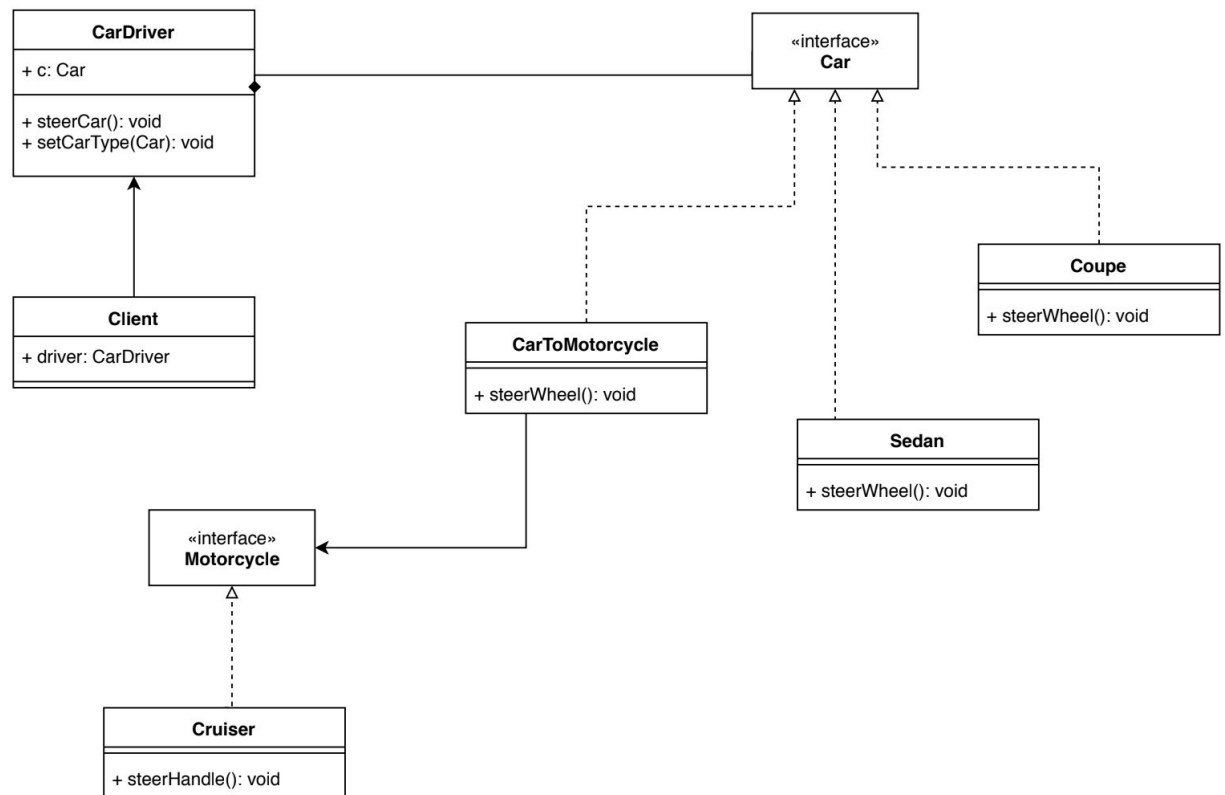 CarDriver
+ c: Car
+ steerCar(): void
+ setCarType(Car): void
«interface»
Car
Coupe
+ steerWheel(): void
Client
+ driver: CarDriver
CarToMotorcycle
+ steerWheel(): void
Sedan
+ steerWheel(): void
«interface»
Motorcycle
Cruiser
+ steerHandle(): void